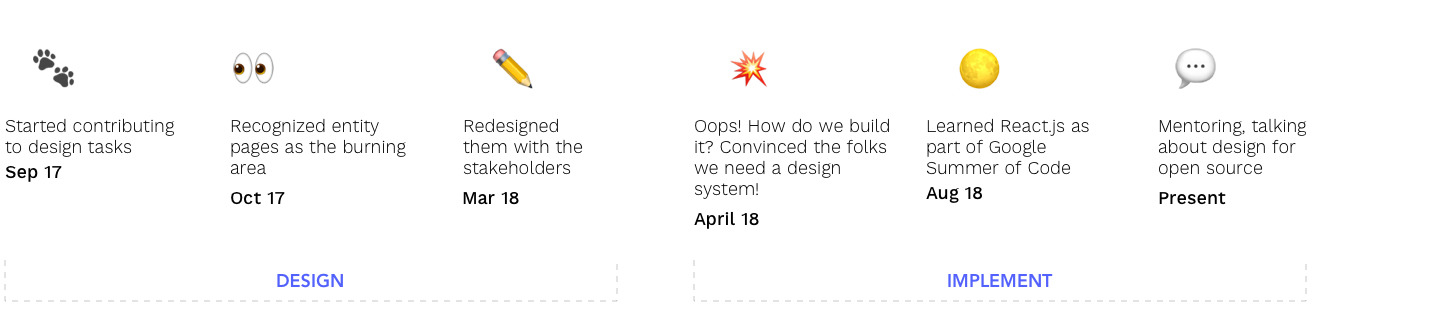 Started contributing
to design tasks
Sep 17
Recognized entity
pages as the burning
area
Oct 17
Redesigned
them with the
stakeholders
Mar 18
Oops! How do we build
it? Convinced the folks
we need a design
system!
April 18
Learned React.js as
part of Google
Summer of Code
Aug 18
Mentoring, talking
about design for
open source
Present
DESIGN
IMPLEMENT